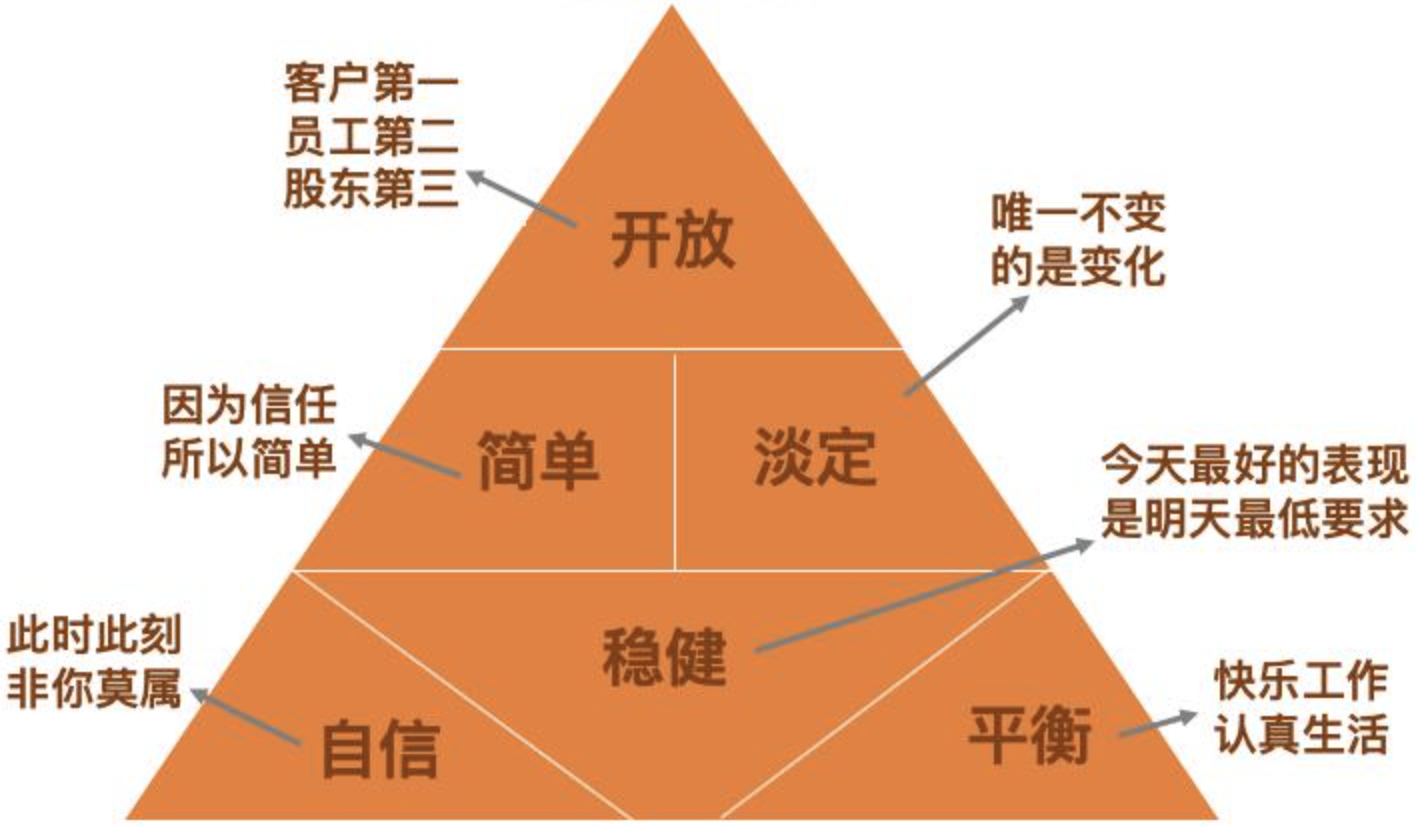 客户第一
员工第二
股东第三
开放
唯一不变
的是变化
因为信任
所以简单
简单
淡定
今天最好的表现
是明天最低要求
此时此刻
非你莫属
稳健
自信
平衡
快乐工作
认真生活